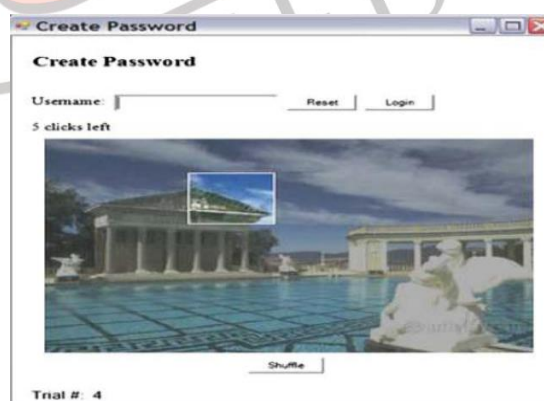 Create Password
Create Password
Username:
Reset
Login
5 clicks left
Shuffle
Trial #: 4